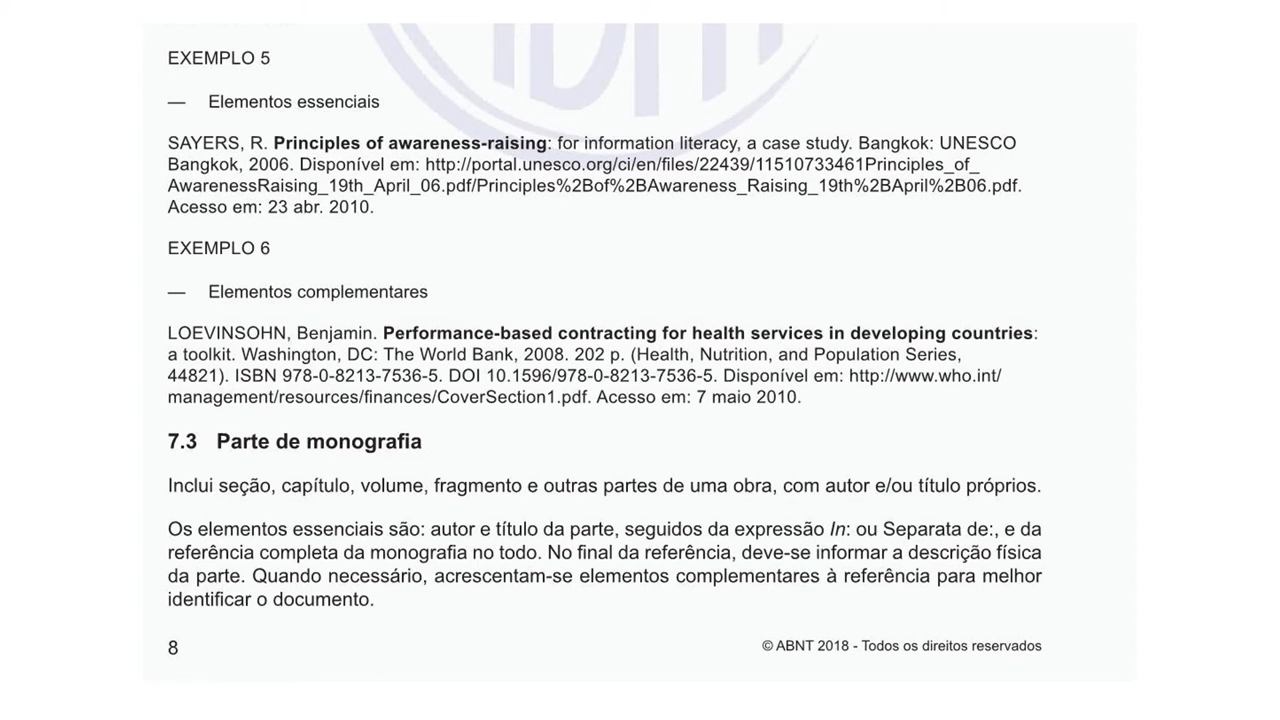 EXEMPLO 5
— Elementos essenciais
SAYERS, R. Principles of awareness-raising: for information literacy, a case study. Bangkok: UNESCO
Bangkok, 2006. Disponível em: http://portal.unesco.org/ci/en/files/22439/11510733461Principles_of_
AwarenessRaising_19th_April_06.pdf/Principles%2Bof%2BAwareness_Raising_19th%2BApril%2B06.pdf.
Acesso em: 23 abr. 2010.
EXEMPLO 6
— Elementos complementares
LOEVINSOHN, Benjamin. Performance-based contracting for health services in developing countries:
a toolkit. Washington, DC: The World Bank, 2008. 202 p. (Health, Nutrition, and Population Series,
44821). ISBN 978-0-8213-7536-5. DOI 10.1596/978-0-8213-7536-5. Disponível em: http://www.who.int/
management/resources/finances/CoverSection1.pdf. Acesso em: 7 maio 2010.
7.3 Parte de monografia
Inclui seção, capítulo, volume, fragmento e outras partes de uma obra, com autor e/ou título próprios.
Os elementos essenciais são: autor e título da parte, seguidos da expressão In: ou Separata de:, e da
referência completa da monografia no todo. No final da referência, deve-se informar a descrição física
da parte. Quando necessário, acrescentam-se elementos complementares à referência para melhor
identificar o documento.
8
© ABNT 2018 - Todos os direitos reservados